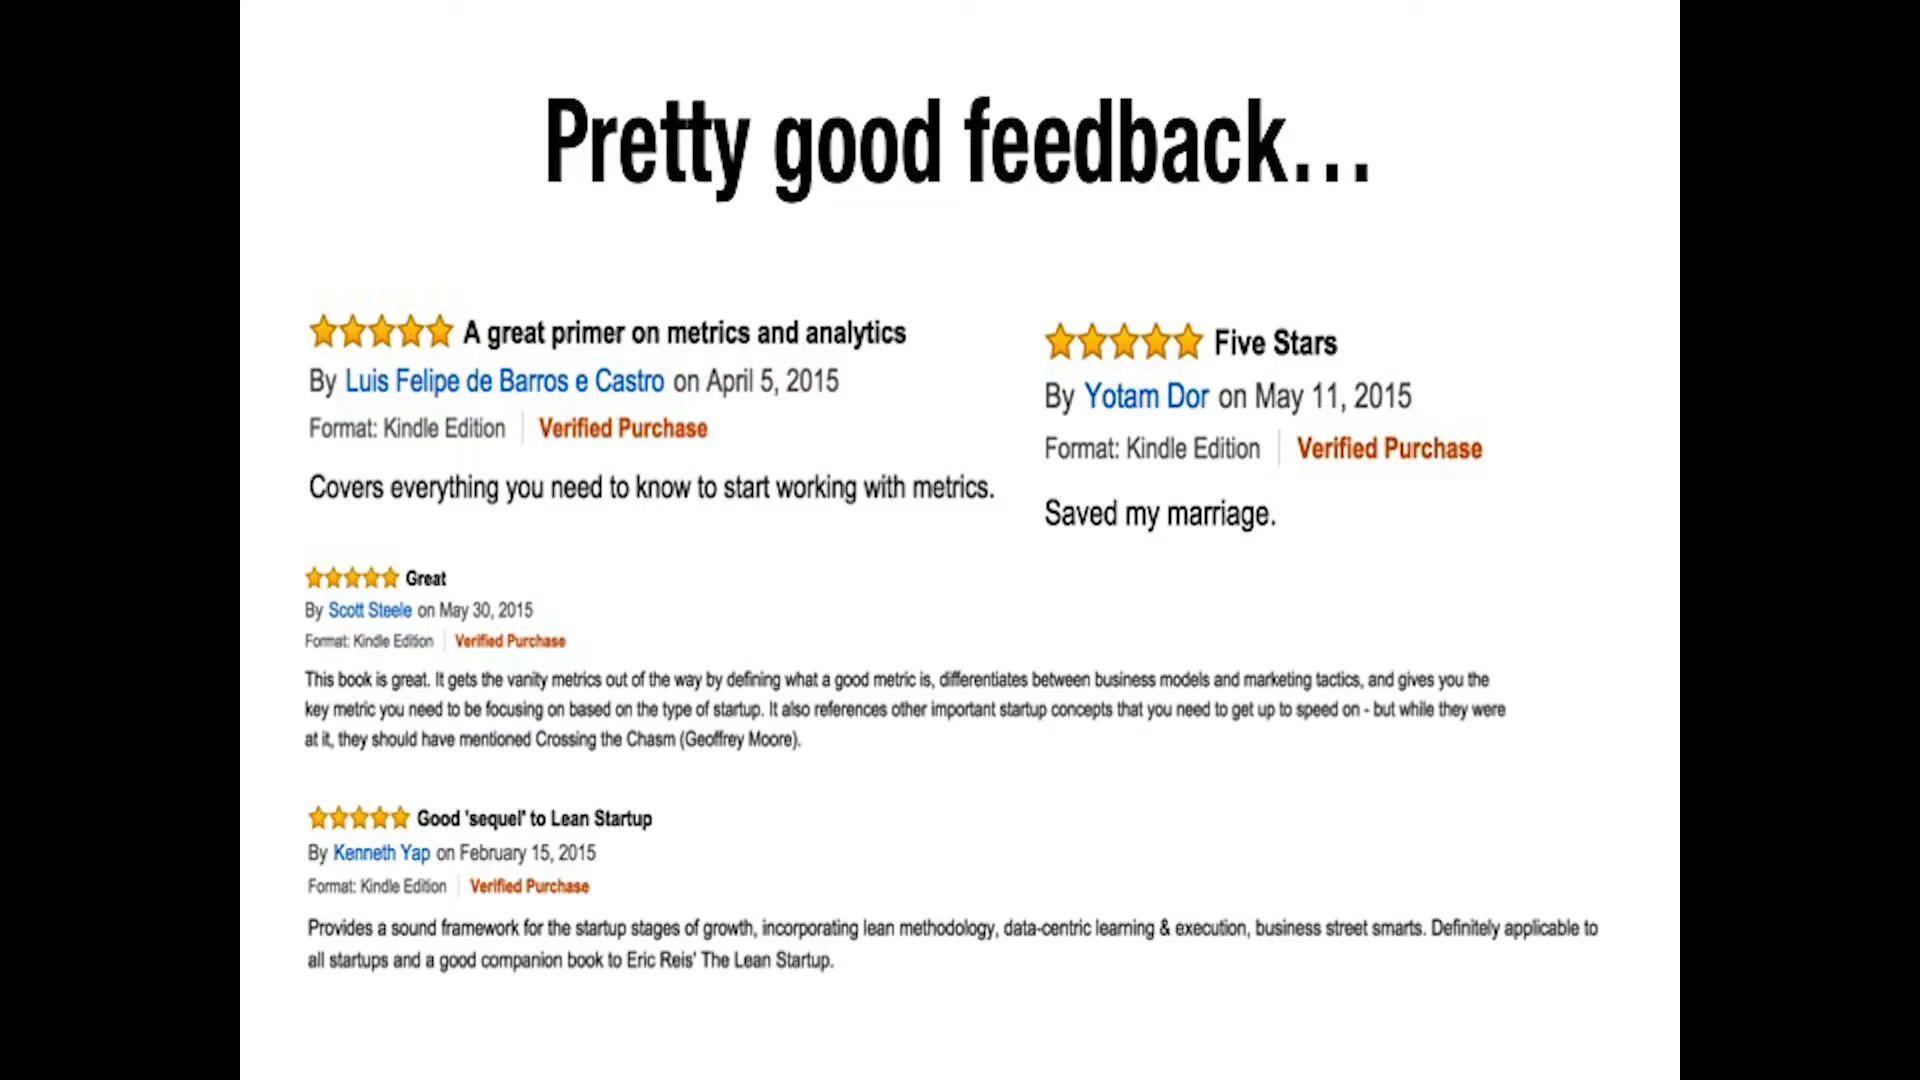 Pretty good feedback...
A great primer on metrics and analytics
By Luis Felipe de Barros e Castro on April 5, 2015
Format: Kindle Edition | Verified Purchase
Covers everything you need to know to start working with metrics.
Five Stars
By Yotam Dor on May 11, 2015
Format: Kindle Edition | Verified Purchase
Saved my marriage.
Great
By Scott Steele on May 30, 2015
Format: Kindle Edition | Verified Purchase
This book is great. It gets the vanity metrics out of the way by defining what a good metric is, differentiates between business models and marketing tactics, and gives you the
key metric you need to be focusing on based on the type of startup. It also references other important startup concepts that you need to get up to speed on - but while they were
at it, they should have mentioned Crossing the Chasm (Geoffrey Moore).
Good 'sequel' to Lean Startup
By Kenneth Yap on February 15, 2015
Format: Kindle Edition | Verified Purchase
Provides a sound framework for the startup stages of growth, incorporating lean methodology, data-centric learning & execution, business street smarts. Definitely applicable to
all startups and a good companion book to Eric Reis' The Lean Startup.